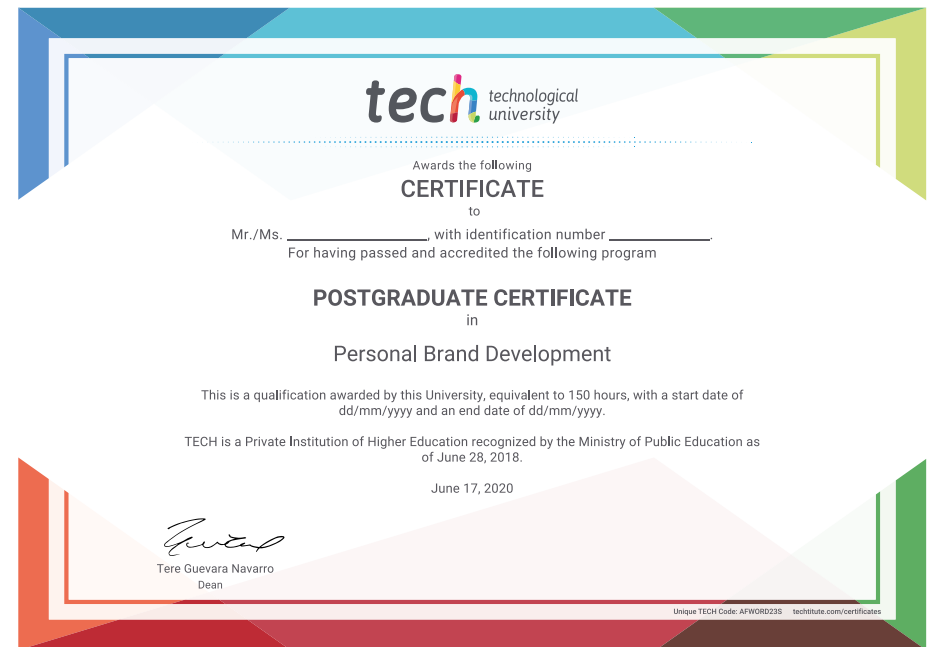 tech technological
university
Awards the following
CERTIFICATE
to
Mr./Ms. ____________________, with identification number ______________.
For having passed and accredited the following program
POSTGRADUATE CERTIFICATE
in
Personal Brand Development
This is a qualification awarded by this University, equivalent to 150 hours, with a start date of
dd/mm/yyyy and an end date of dd/mm/yyyy.
TECH is a Private Institution of Higher Education recognized by the Ministry of Public Education as
of June 28, 2018.
June 17, 2020
Tere Guevara Navarro
Dean
Unique TECH Code: AFWORD23S techtitute.com/certificates